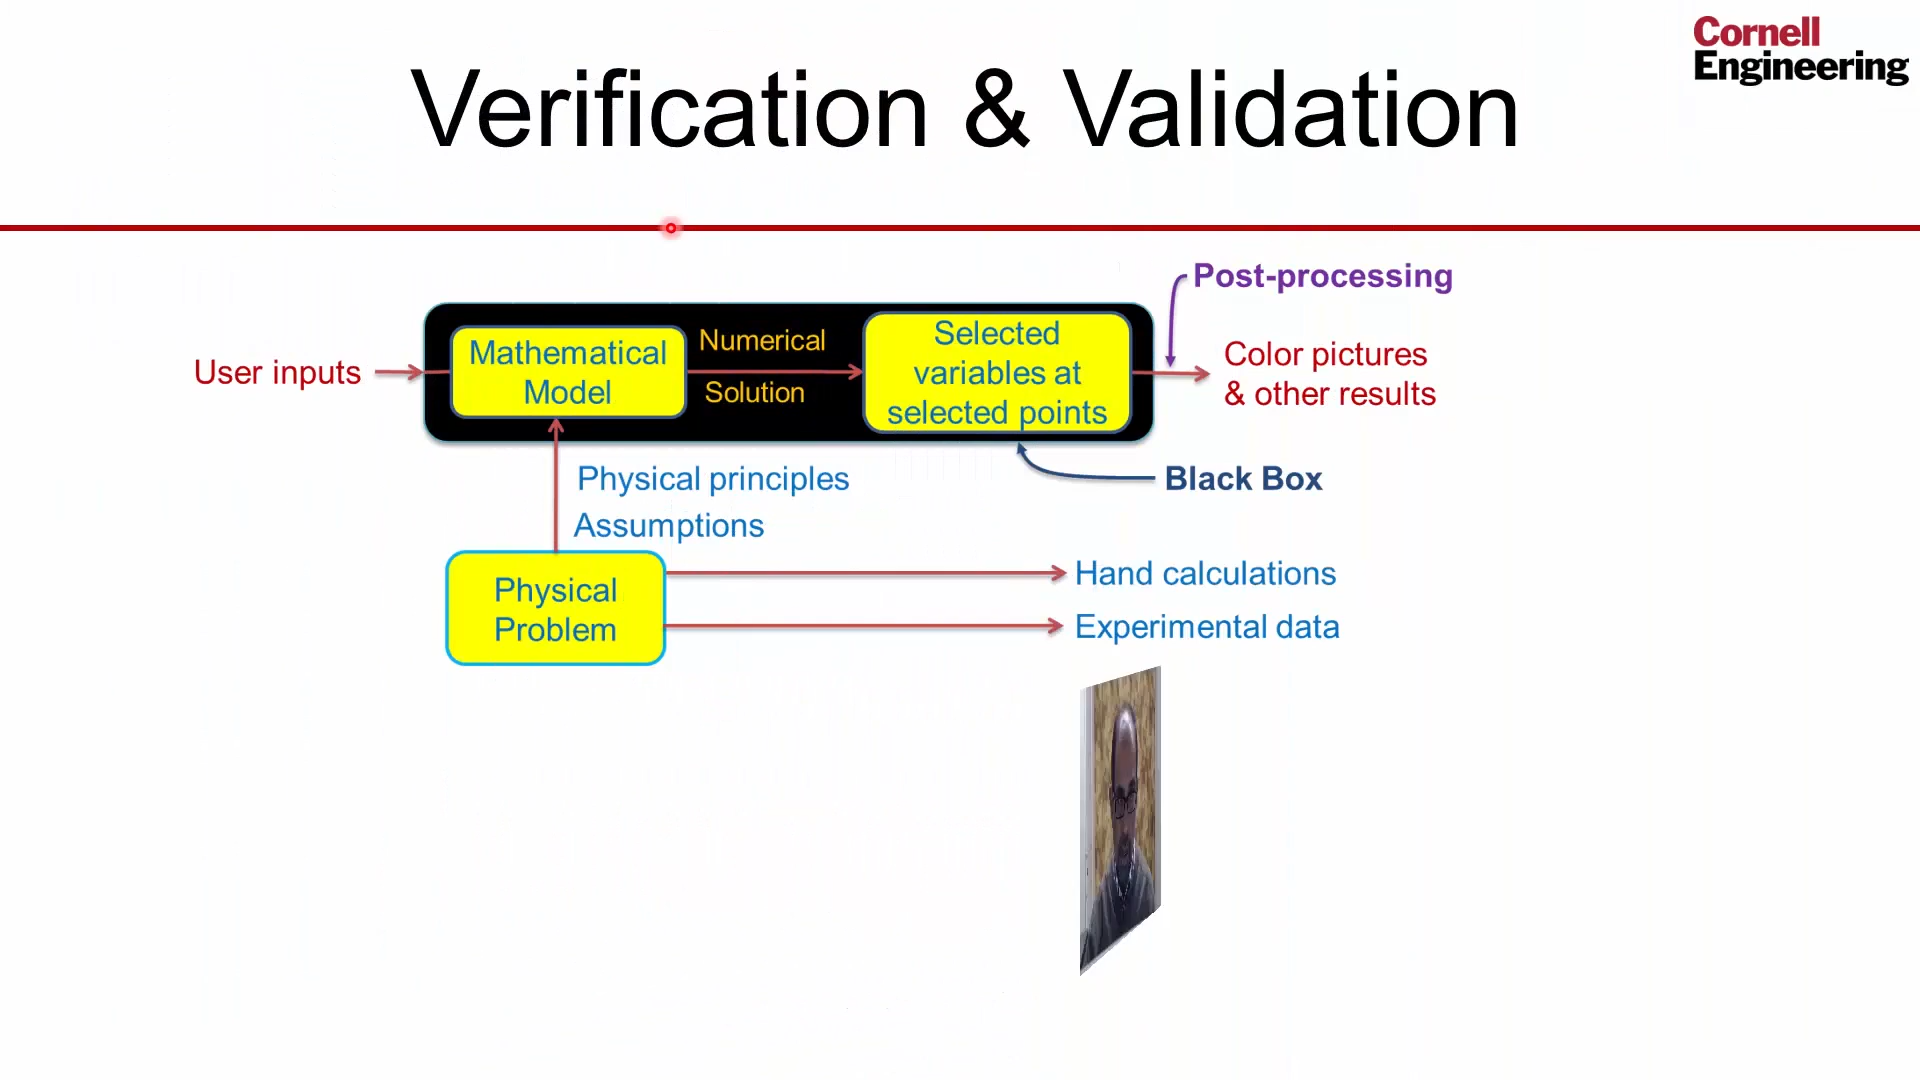 Cornell
Engineering
Verification & Validation
Post-processing
User inputs
Mathematical
Model
Numerical
Solution
Selected
variables at
selected points
Color pictures
& other results
Physical principles
Assumptions
Black Box
Physical
Problem
Hand calculations
Experimental data